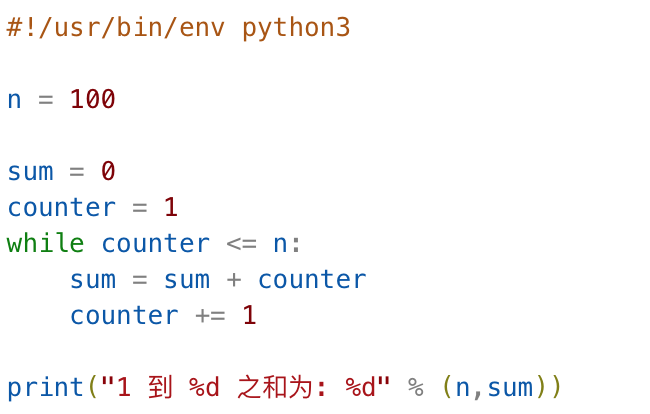 #!/usr/bin/env python3

n = 100

sum = 0
counter = 1
while counter <= n:
    sum = sum + counter
    counter += 1

print("1 到 %d 之和为: %d" % (n,sum))